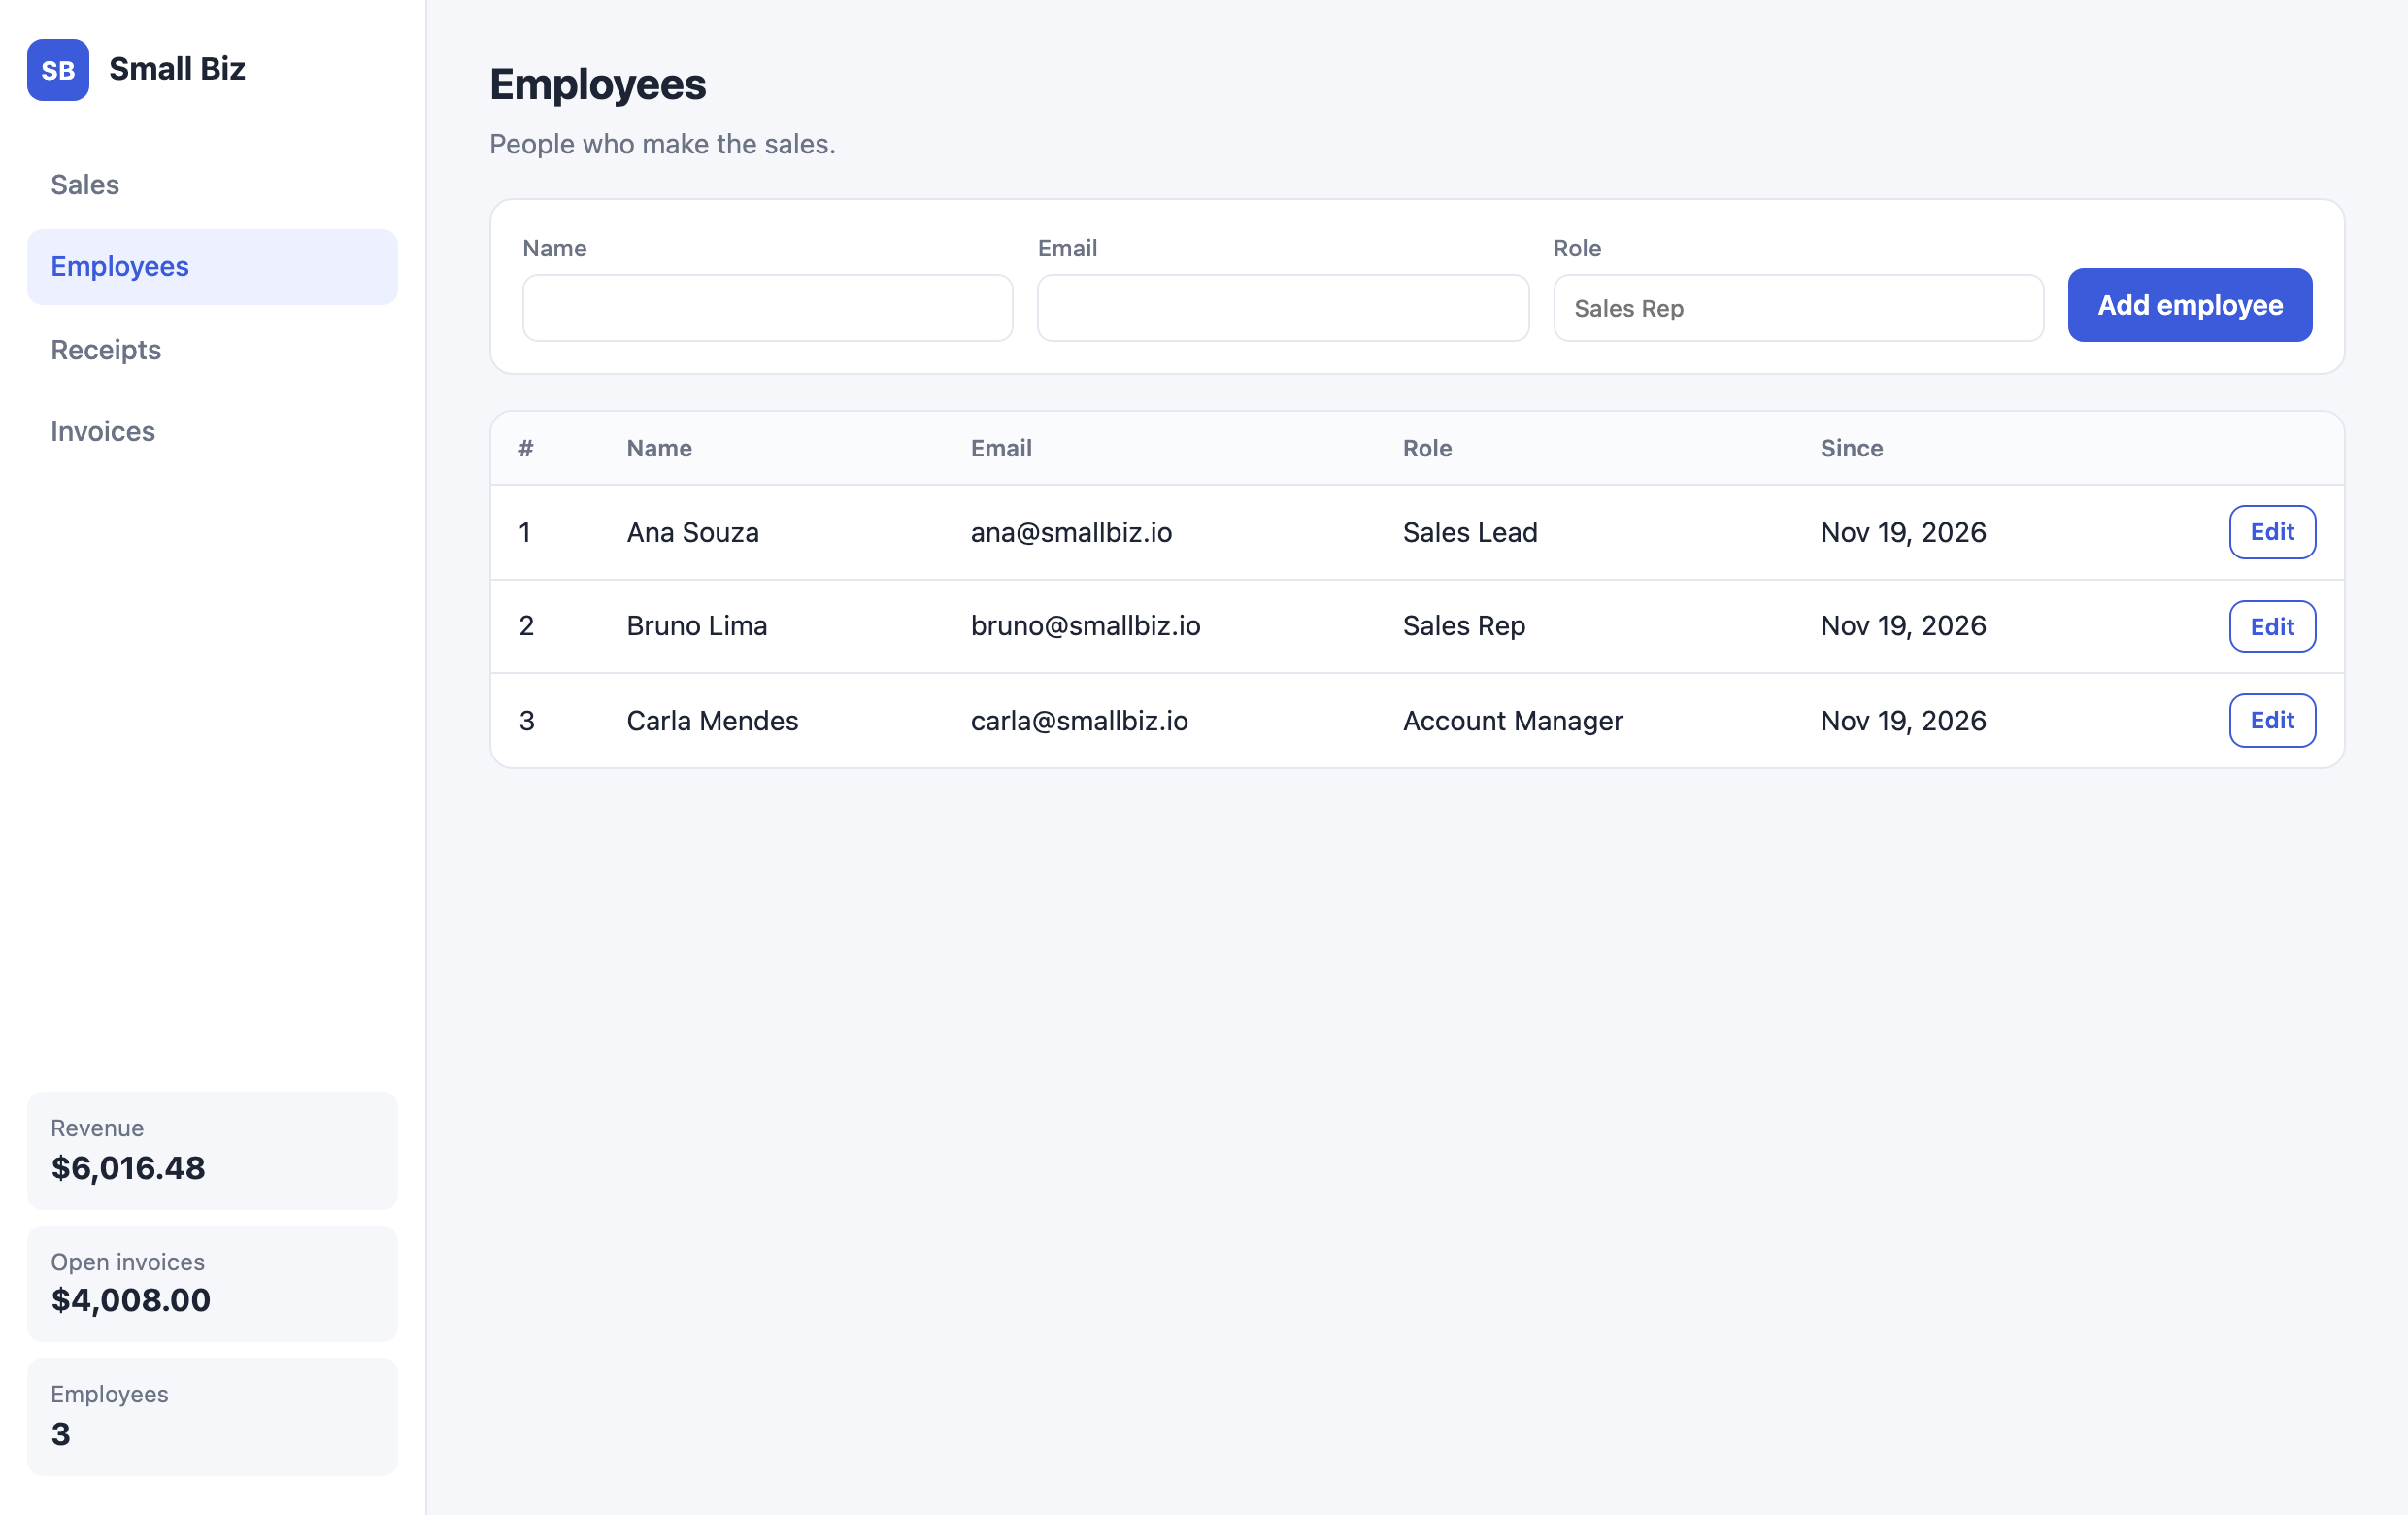 SB Small Biz
Sales
Employees
Receipts
Invoices
Revenue
$6,016.48
Open invoices
$4,008.00
Employees
3
Employees
People who make the sales.
Name Email Role
Sales Rep Add employee
# Name Email Role Since
1 Ana Souza ana@smallbiz.io Sales Lead Nov 19, 2026 Edit
2 Bruno Lima bruno@smallbiz.io Sales Rep Nov 19, 2026 Edit
3 Carla Mendes carla@smallbiz.io Account Manager Nov 19, 2026 Edit